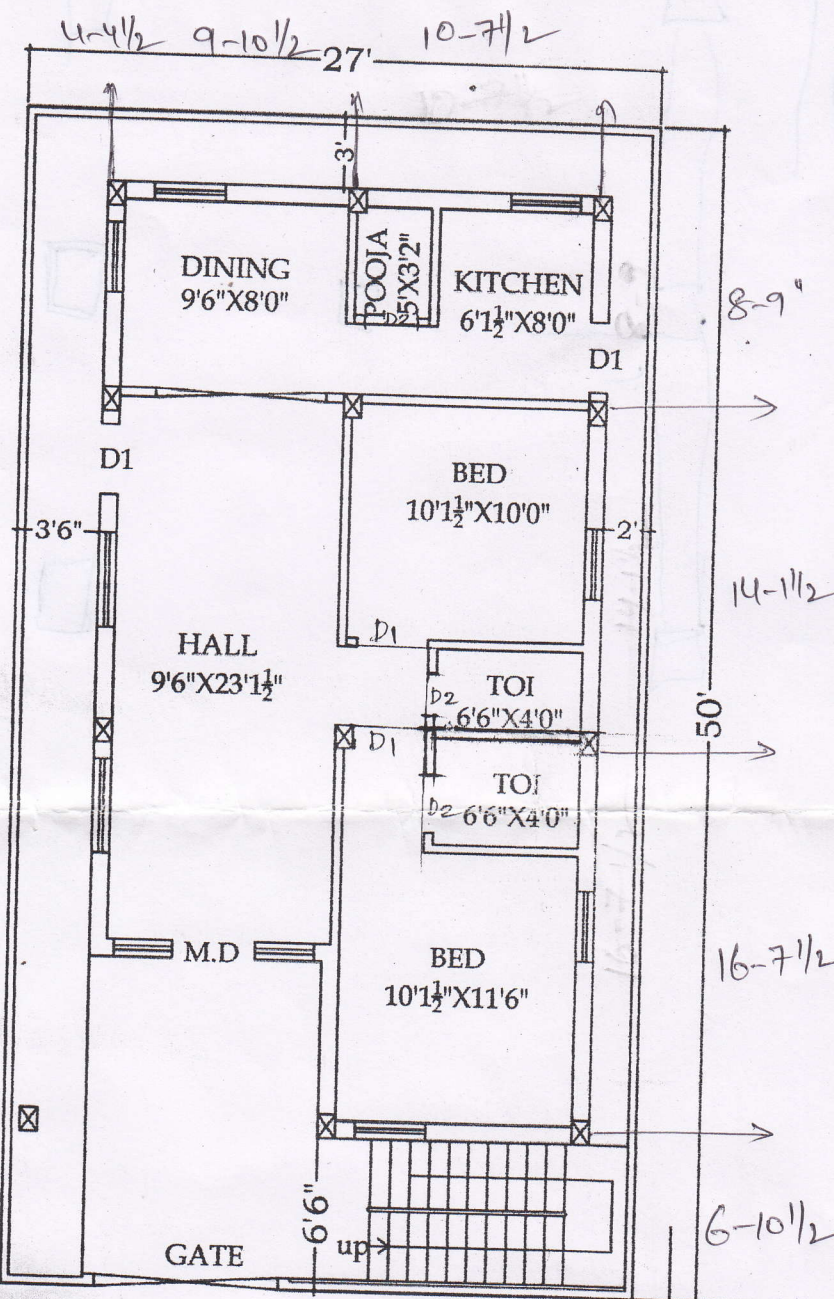 4-4½ 9-10½ 10-7½
27'
3'
DINING
9'6"X8'0"
POOJA
5'X3'2"
D2
KITCHEN
6'1½"X8'0"
8-9"
D1
D1
BED
10'1½"X10'0"
3'6"
2'
14-1½
HALL
9'6"X23'1½"
D1
D2
TOI
6'6"X4'0"
50'
D1
TOI
D2
6'6"X4'0"
M.D
BED
10'1½"X11'6"
16-7½
6'6"
up
GATE
6-10½